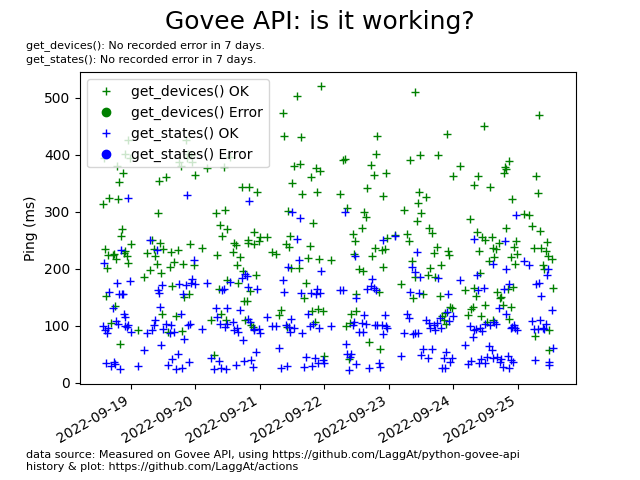 Govee API: is it working?
get_devices(): No recorded error in 7 days.
get_states(): No recorded error in 7 days.
get_devices() OK
get_devices() Error
get_states() OK
get_states() Error
500
400
300
200
100
0
Ping (ms)
2022-09-19
2022-09-20
2022-09-21
2022-09-22
2022-09-23
2022-09-24
2022-09-25
data source: Measured on Govee API, using https://github.com/LaggAt/python-govee-api
history & plot: https://github.com/LaggAt/actions